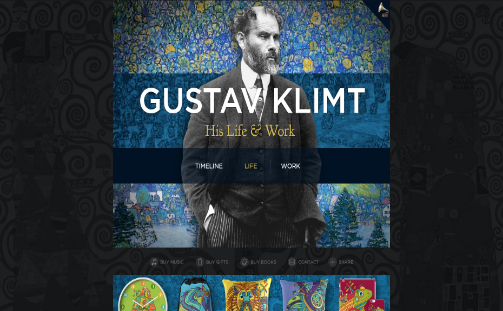 GUSTAV KLIMT
His Life & Work
TIMELINE LIFE WORK
BUY MUSIC BUY GIFTS BUY BOOKS CONTACT SHARE